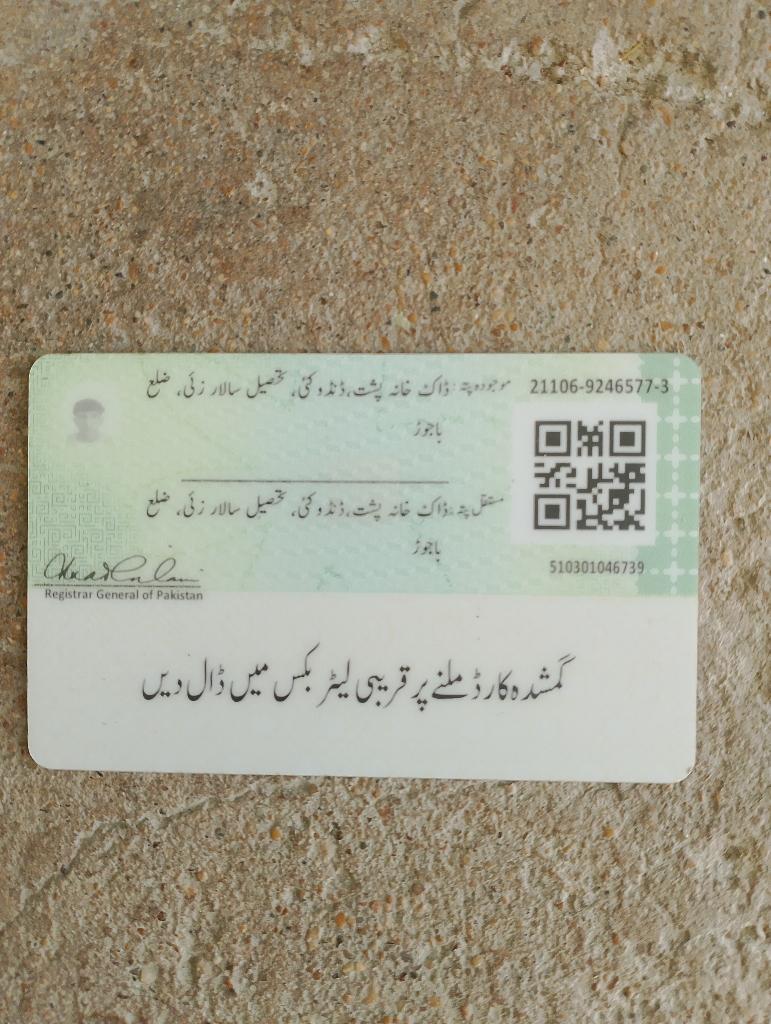 موجودہ پتہ: ڈاک خانہ پشت، ڈنڈوکئی، تحصیل سالار زئی، ضلع
باجوڑ
21106-9246577-3
مستقل پتہ: ڈاک خانہ پشت، ڈنڈوکئی، تحصیل سالار زئی، ضلع
باجوڑ
510301046739
Registrar General of Pakistan
گمشدہ کارڈ ملنے پر قریبی لیٹر بکس میں ڈال دیں